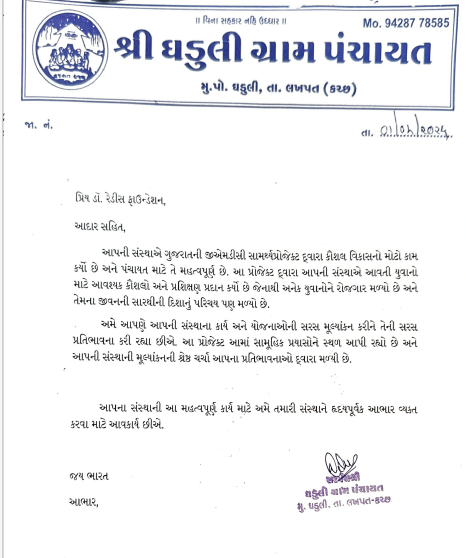 ॥ વિના સહકાર નહિ ઉધ્ધાર ॥
Mo. 94287 78585
શ્રી ઘડુલી ગ્રામ પંચાયત
મુ.પો. ઘડુલી, તા. લખપત (કચ્છ)
જા. નં.
તા.
પ્રિય ડૉ. રેડીસ ફાઉન્ડેશન,
આદાર સહિત,
આપની સંસ્થાએ ગુજરાતની જીએમડીસી સામર્થ્યપ્રોજેક્ટ દ્વારા કૌશલ વિકાસનો મોટો કામ
કર્યો છે અને પંચાયત માટે તે મહત્વપૂર્ણ છે. આ પ્રોજેક્ટ દ્વારા આપની સંસ્થાએ આવની યુવાનો
માટે આવશ્યક કૌશલો અને પ્રશિક્ષણ પ્રદાન કર્યો છે જેનાથી અનેક યુવાનોને રોજગાર મળ્યો છે અને
તેમના જીવનની સારથીની દિશાનું પરિચય પણ મળ્યો છે.
અમે આપણે આપની સંસ્થાના કાર્ય અને યોજનાઓની સરસ મૂલ્યાંકન કરીને તેની સરસ
પ્રતિભાવના કરી રહ્યા છીએ. આ પ્રોજેક્ટ આમાં સામૂહિક પ્રયાસોને સ્થળ આપી રહ્યો છે અને
આપની સંસ્થાની મૂલ્યાંકનની શ્રેષ્ઠ ચર્ચા આપના પ્રતિભાવનાઓ દ્વારા મળ્યી છે.
આપના સંસ્થાની આ મહત્વપૂર્ણ કાર્ય માટે અમે તમારી સંસ્થાને હૃદયપૂર્વક આભાર વ્યક્ત
કરવા માટે આવકાર્ય છીએ.
જય ભારત
આભાર,
સરપંચશ્રી
ઘડુલી ગ્રામ પંચાયત
મુ. ઘડુલી. તા. લખપત-કચ્છ